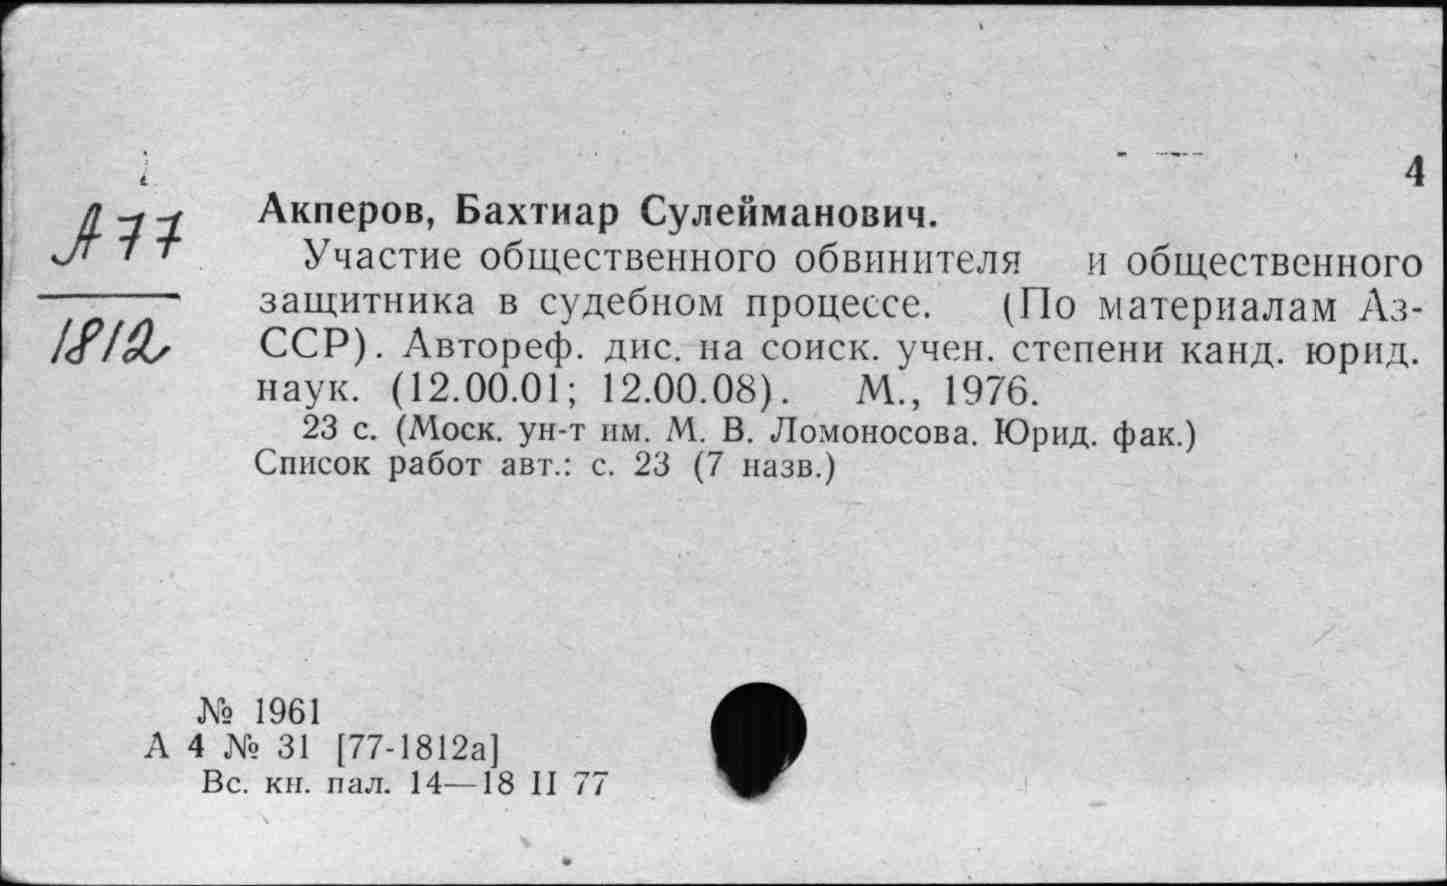 4
А77
1812
Акперов, Бахтиар Сулейманович.
Участие общественного обвинителя и общественного
защитника в судебном процессе. (По материалам Аз-
ССР). Автореф. дис. на соиск. учен. степени канд. юрид.
наук. (12.00.01; 12.00.08). М., 1976.
23 с. (Моск. ун-т им. М. В. Ломоносова. Юрид. фак.)
Список работ авт.: с. 23 (7 назв.)
№ 1961
А 4 № 31 [77-1812а]
Вс. кн. пал. 14—18 II 77